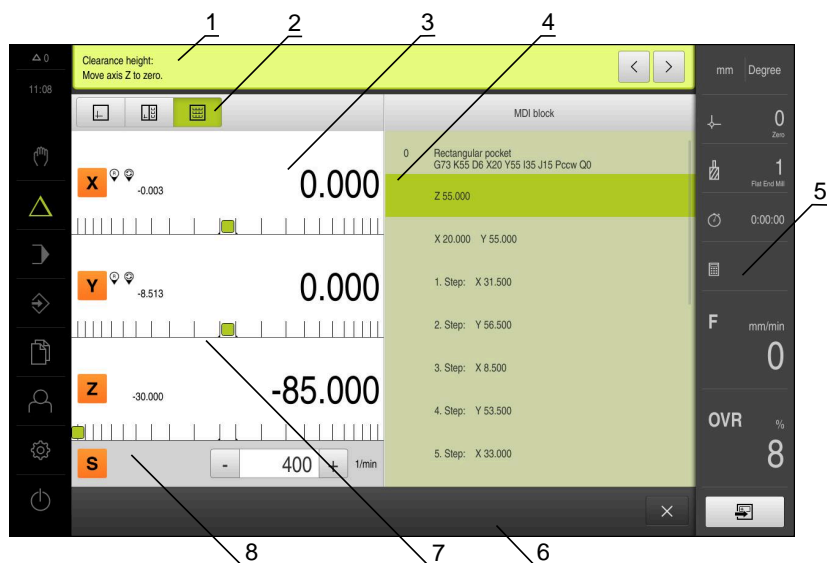 1
2
3
4
△ 0
11:08
Clearance height:
Move axis Z to zero.
< >
mm Degree
MDI block
X
R
-0.003
0.000
0 Rectangular pocket
G73 K55 D6 X20 Y55 I35 J15 Pccw Q0
Z 55.000
X 20.000 Y 55.000
1. Step: X 31.500
2. Step: Y 56.500
3. Step: X 8.500
4. Step: Y 53.500
5. Step: X 33.000
Y
R
-8.513
0.000
Z
-30.000
-85.000
S
- 400 + 1/min
0
Zero
1
Flat End Mill
0:00:00
5
F mm/min
0
OVR %
8
×
8
7
6